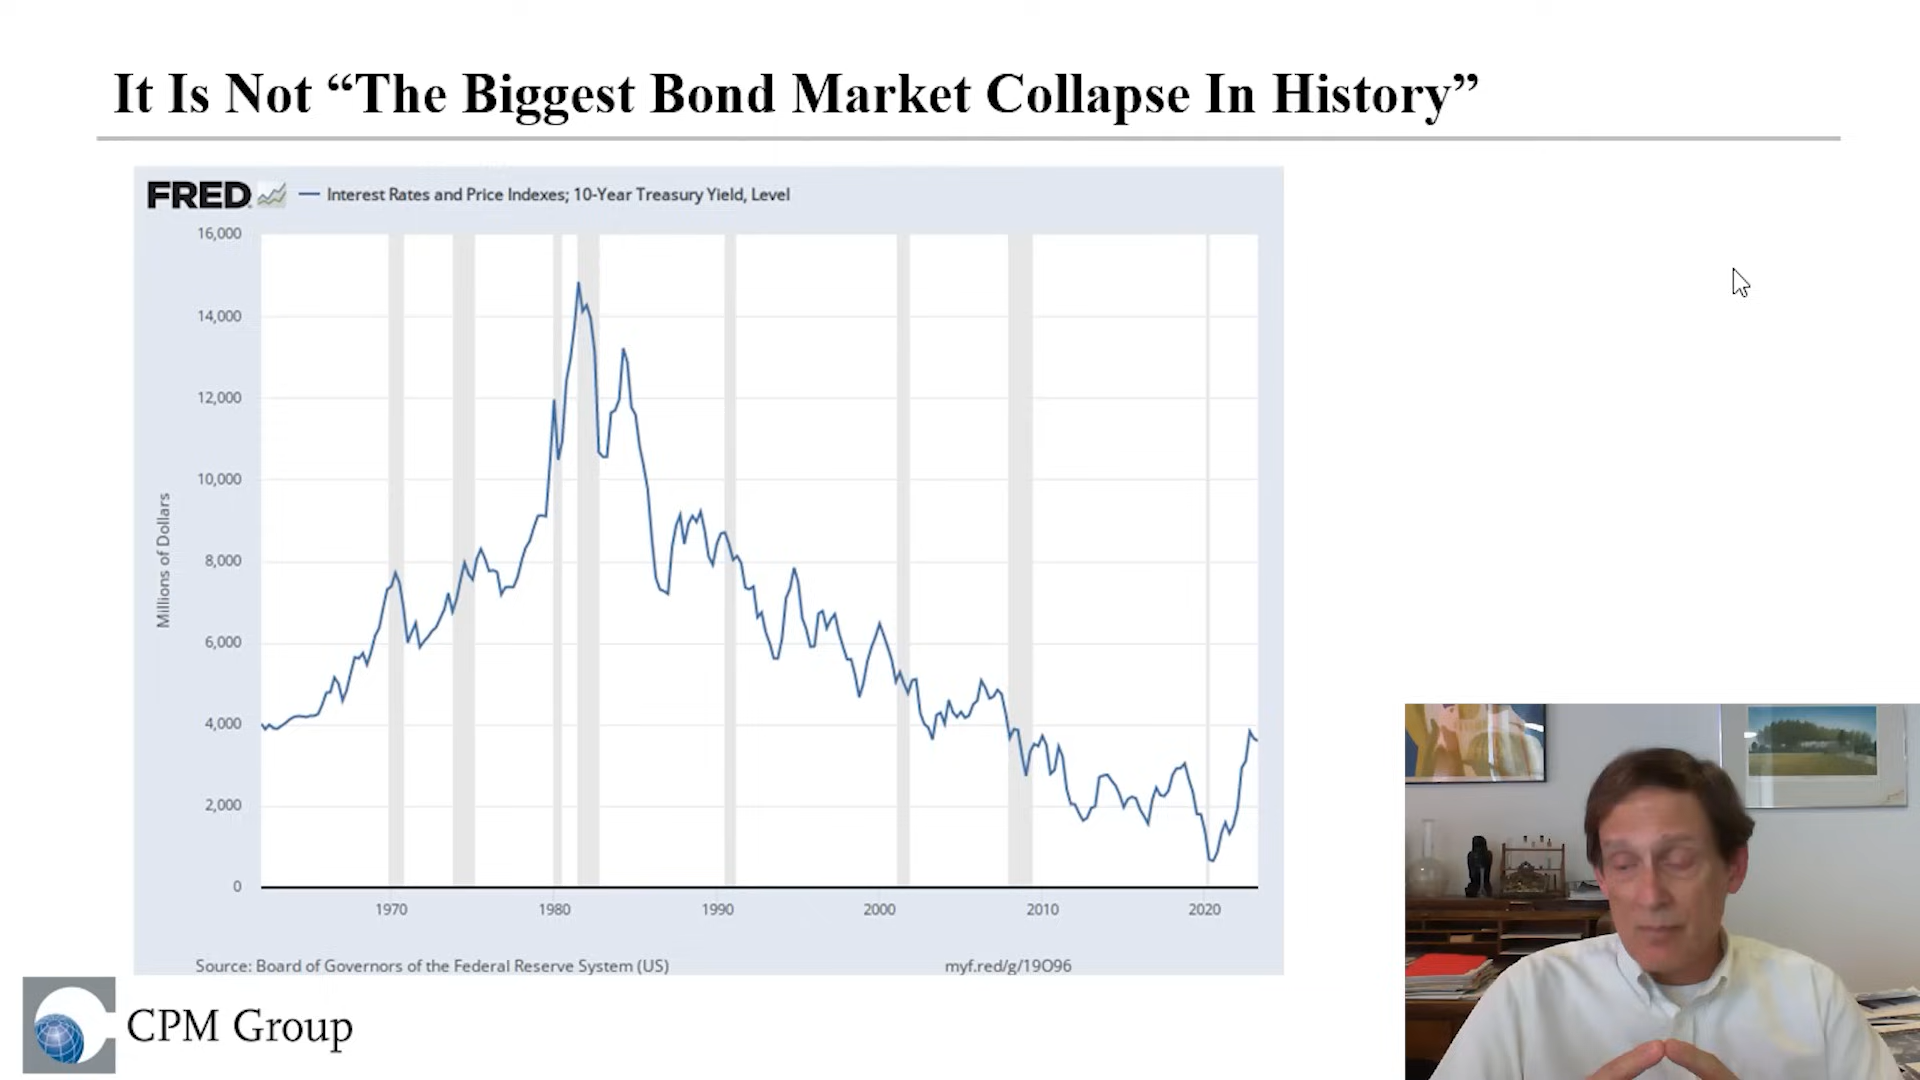 It Is Not “The Biggest Bond Market Collapse In History”
FRED
Interest Rates and Price Indexes; 10-Year Treasury Yield, Level
16,000
14,000
12,000
10,000
8,000
6,000
4,000
2,000
0
Millions of Dollars
1970 1980 1990 2000 2010 2020
Source: Board of Governors of the Federal Reserve System (US)
myf.red/g/19O96
CPM Group